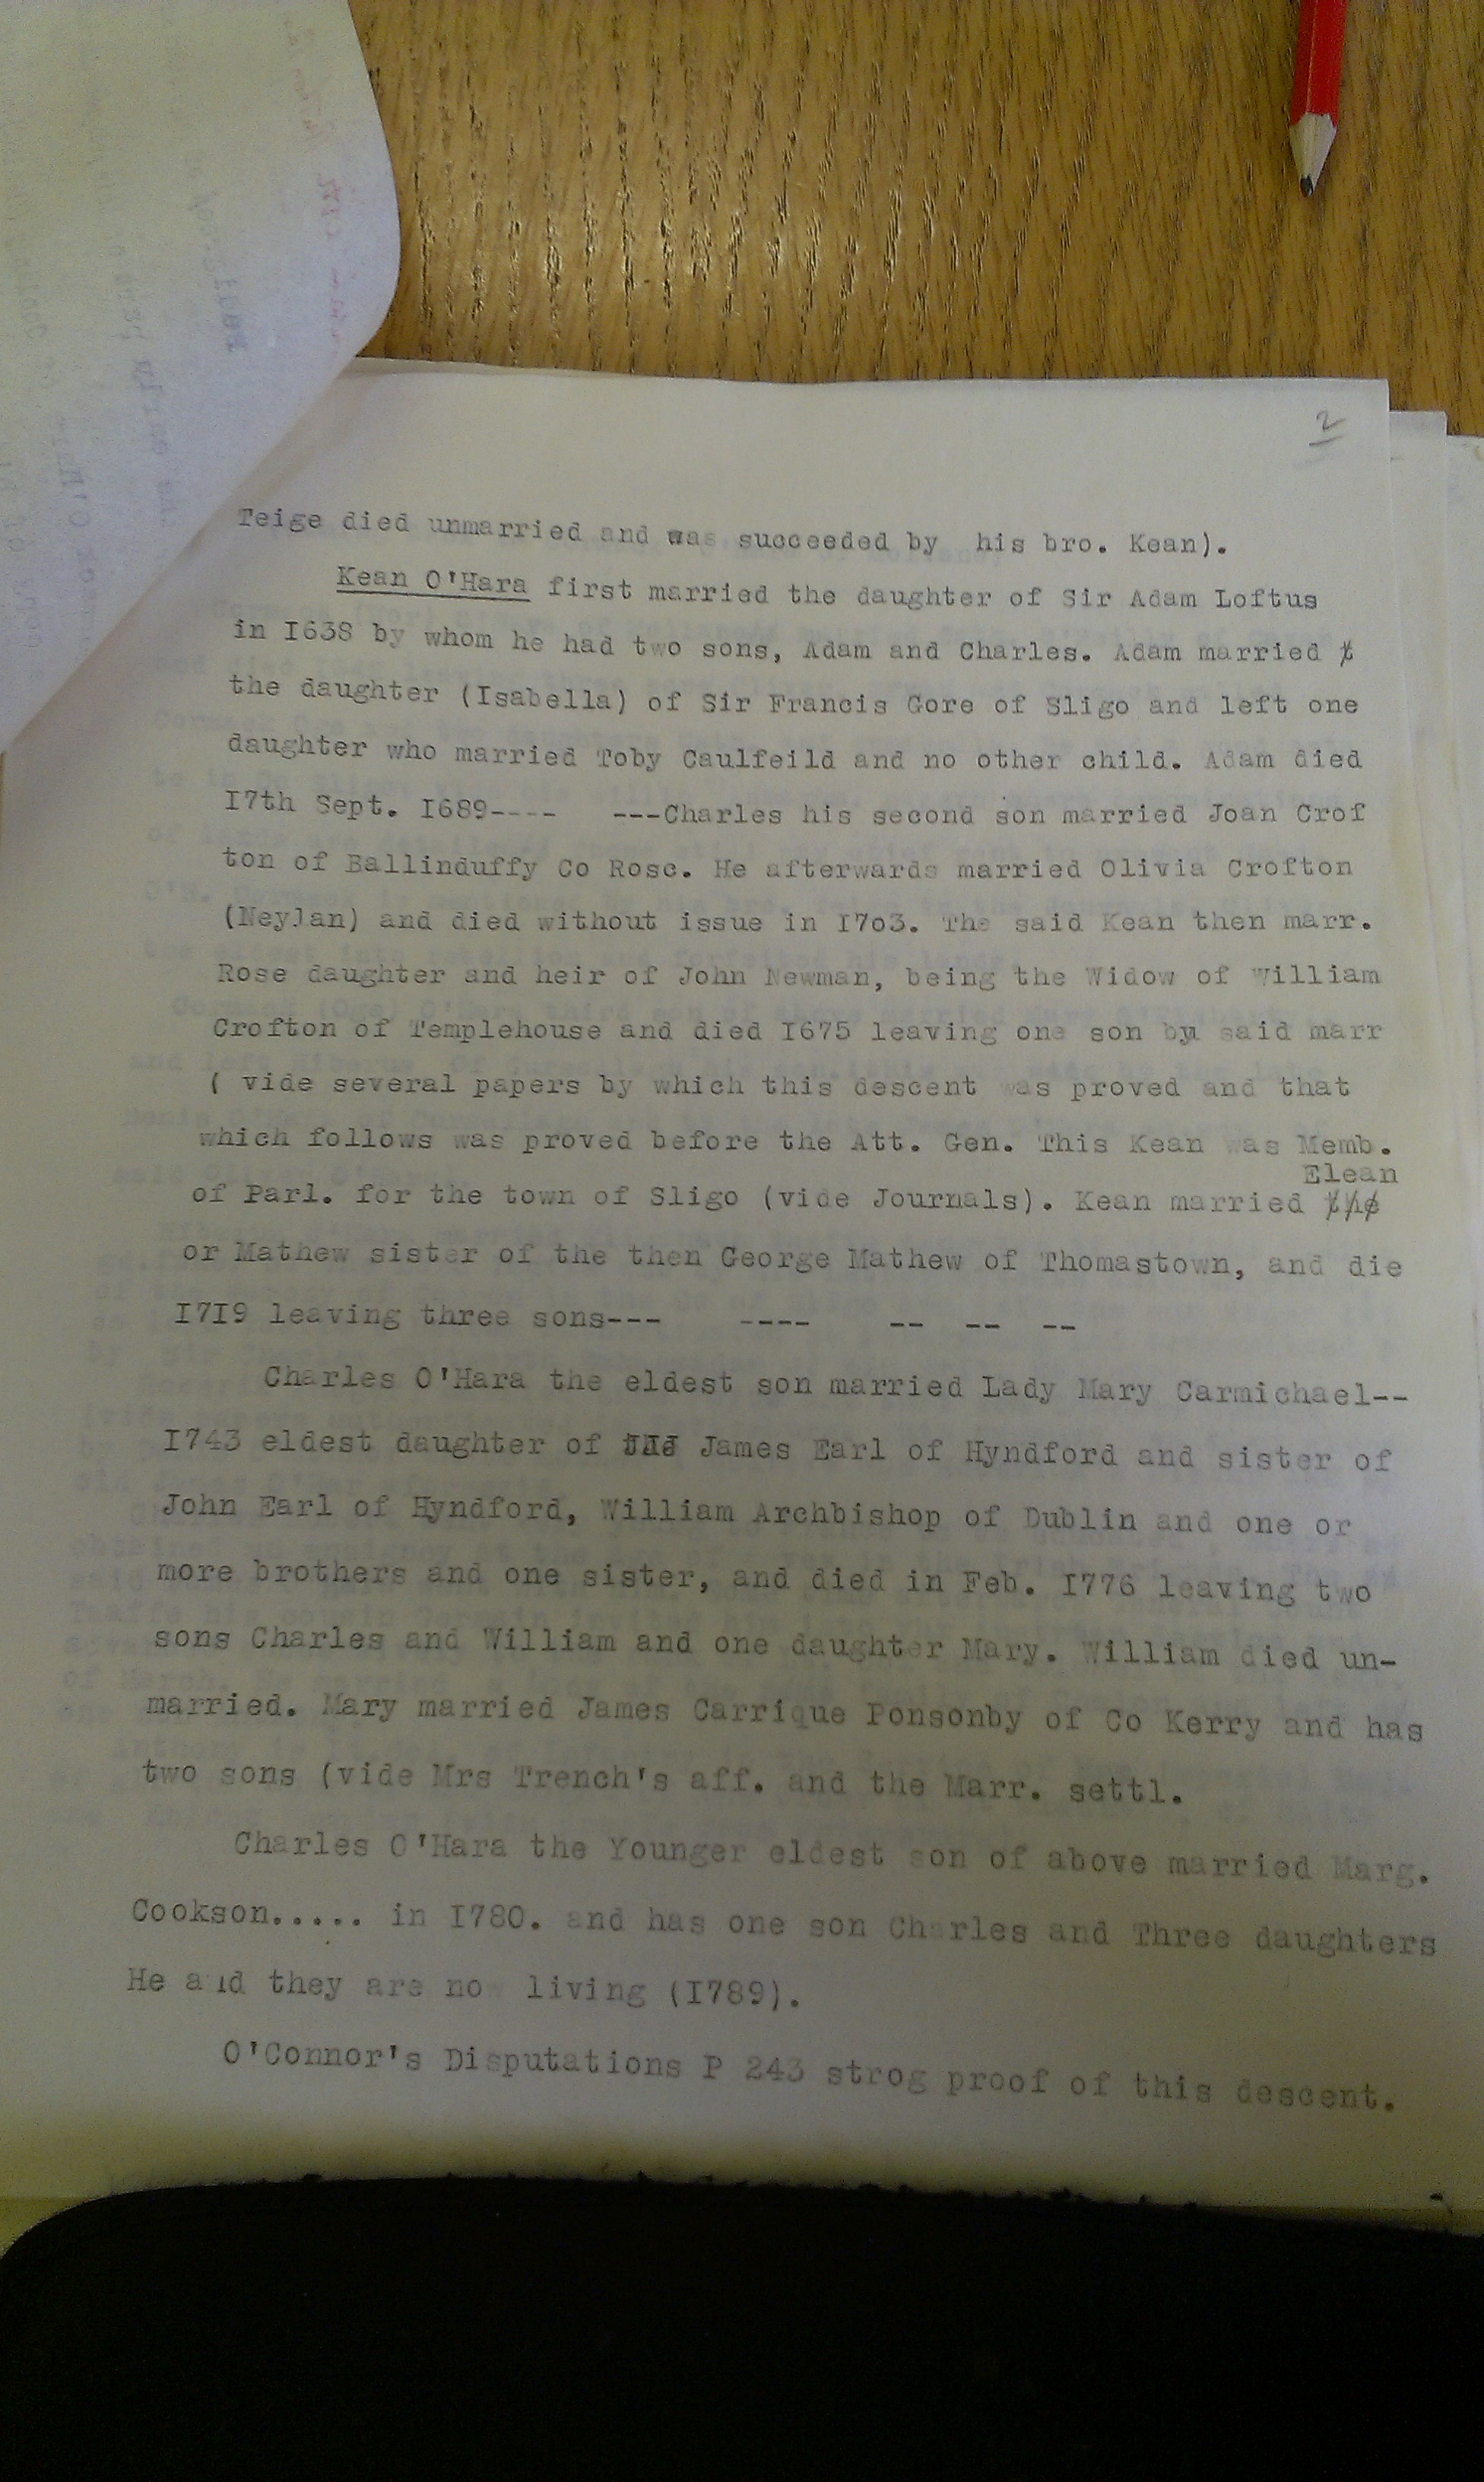 2
Teige died unmarried and was succeeded by his bro. Kean).
Kean O'Hara first married the daughter of Sir Adam Loftus
in I638 by whom he had two sons, Adam and Charles. Adam married
the daughter (Isabella) of Sir Francis Gore of Sligo and left one
daughter who married Toby Caulfeild and no other child. Adam died
I7th Sept. I689---- ---Charles his second son married Joan Crof
ton of Ballinduffy Co Rosc. He afterwards married Olivia Crofton
(Neylan) and died without issue in I7o3. The said Kean then marr.
Rose daughter and heir of John Newman, being the Widow of William
Crofton of Templehouse and died I675 leaving one son by said marr
( vide several papers by which this descent was proved and that
which follows was proved before the Att. Gen. This Kean was Memb.
Elean
of Parl. for the town of Sligo (vide Journals). Kean married the
or Mathew sister of the then George Mathew of Thomastown, and die
I7I9 leaving three sons--- ---- -- -- --
Charles O'Hara the eldest son married Lady Mary Carmichael--
I743 eldest daughter of the James Earl of Hyndford and sister of
John Earl of Hyndford, William Archbishop of Dublin and one or
more brothers and one sister, and died in Feb. I776 leaving two
sons Charles and William and one daughter Mary. William died un-
married. Mary married James Carrique Ponsonby of Co Kerry and has
two sons (vide Mrs Trench's aff. and the Marr. settl.
Charles O'Hara the Younger eldest son of above married Marg.
Cookson..... in I780. and has one son Charles and Three daughters
He and they are now living (I789).
O'Connor's Disputations P 243 strog proof of this descent.